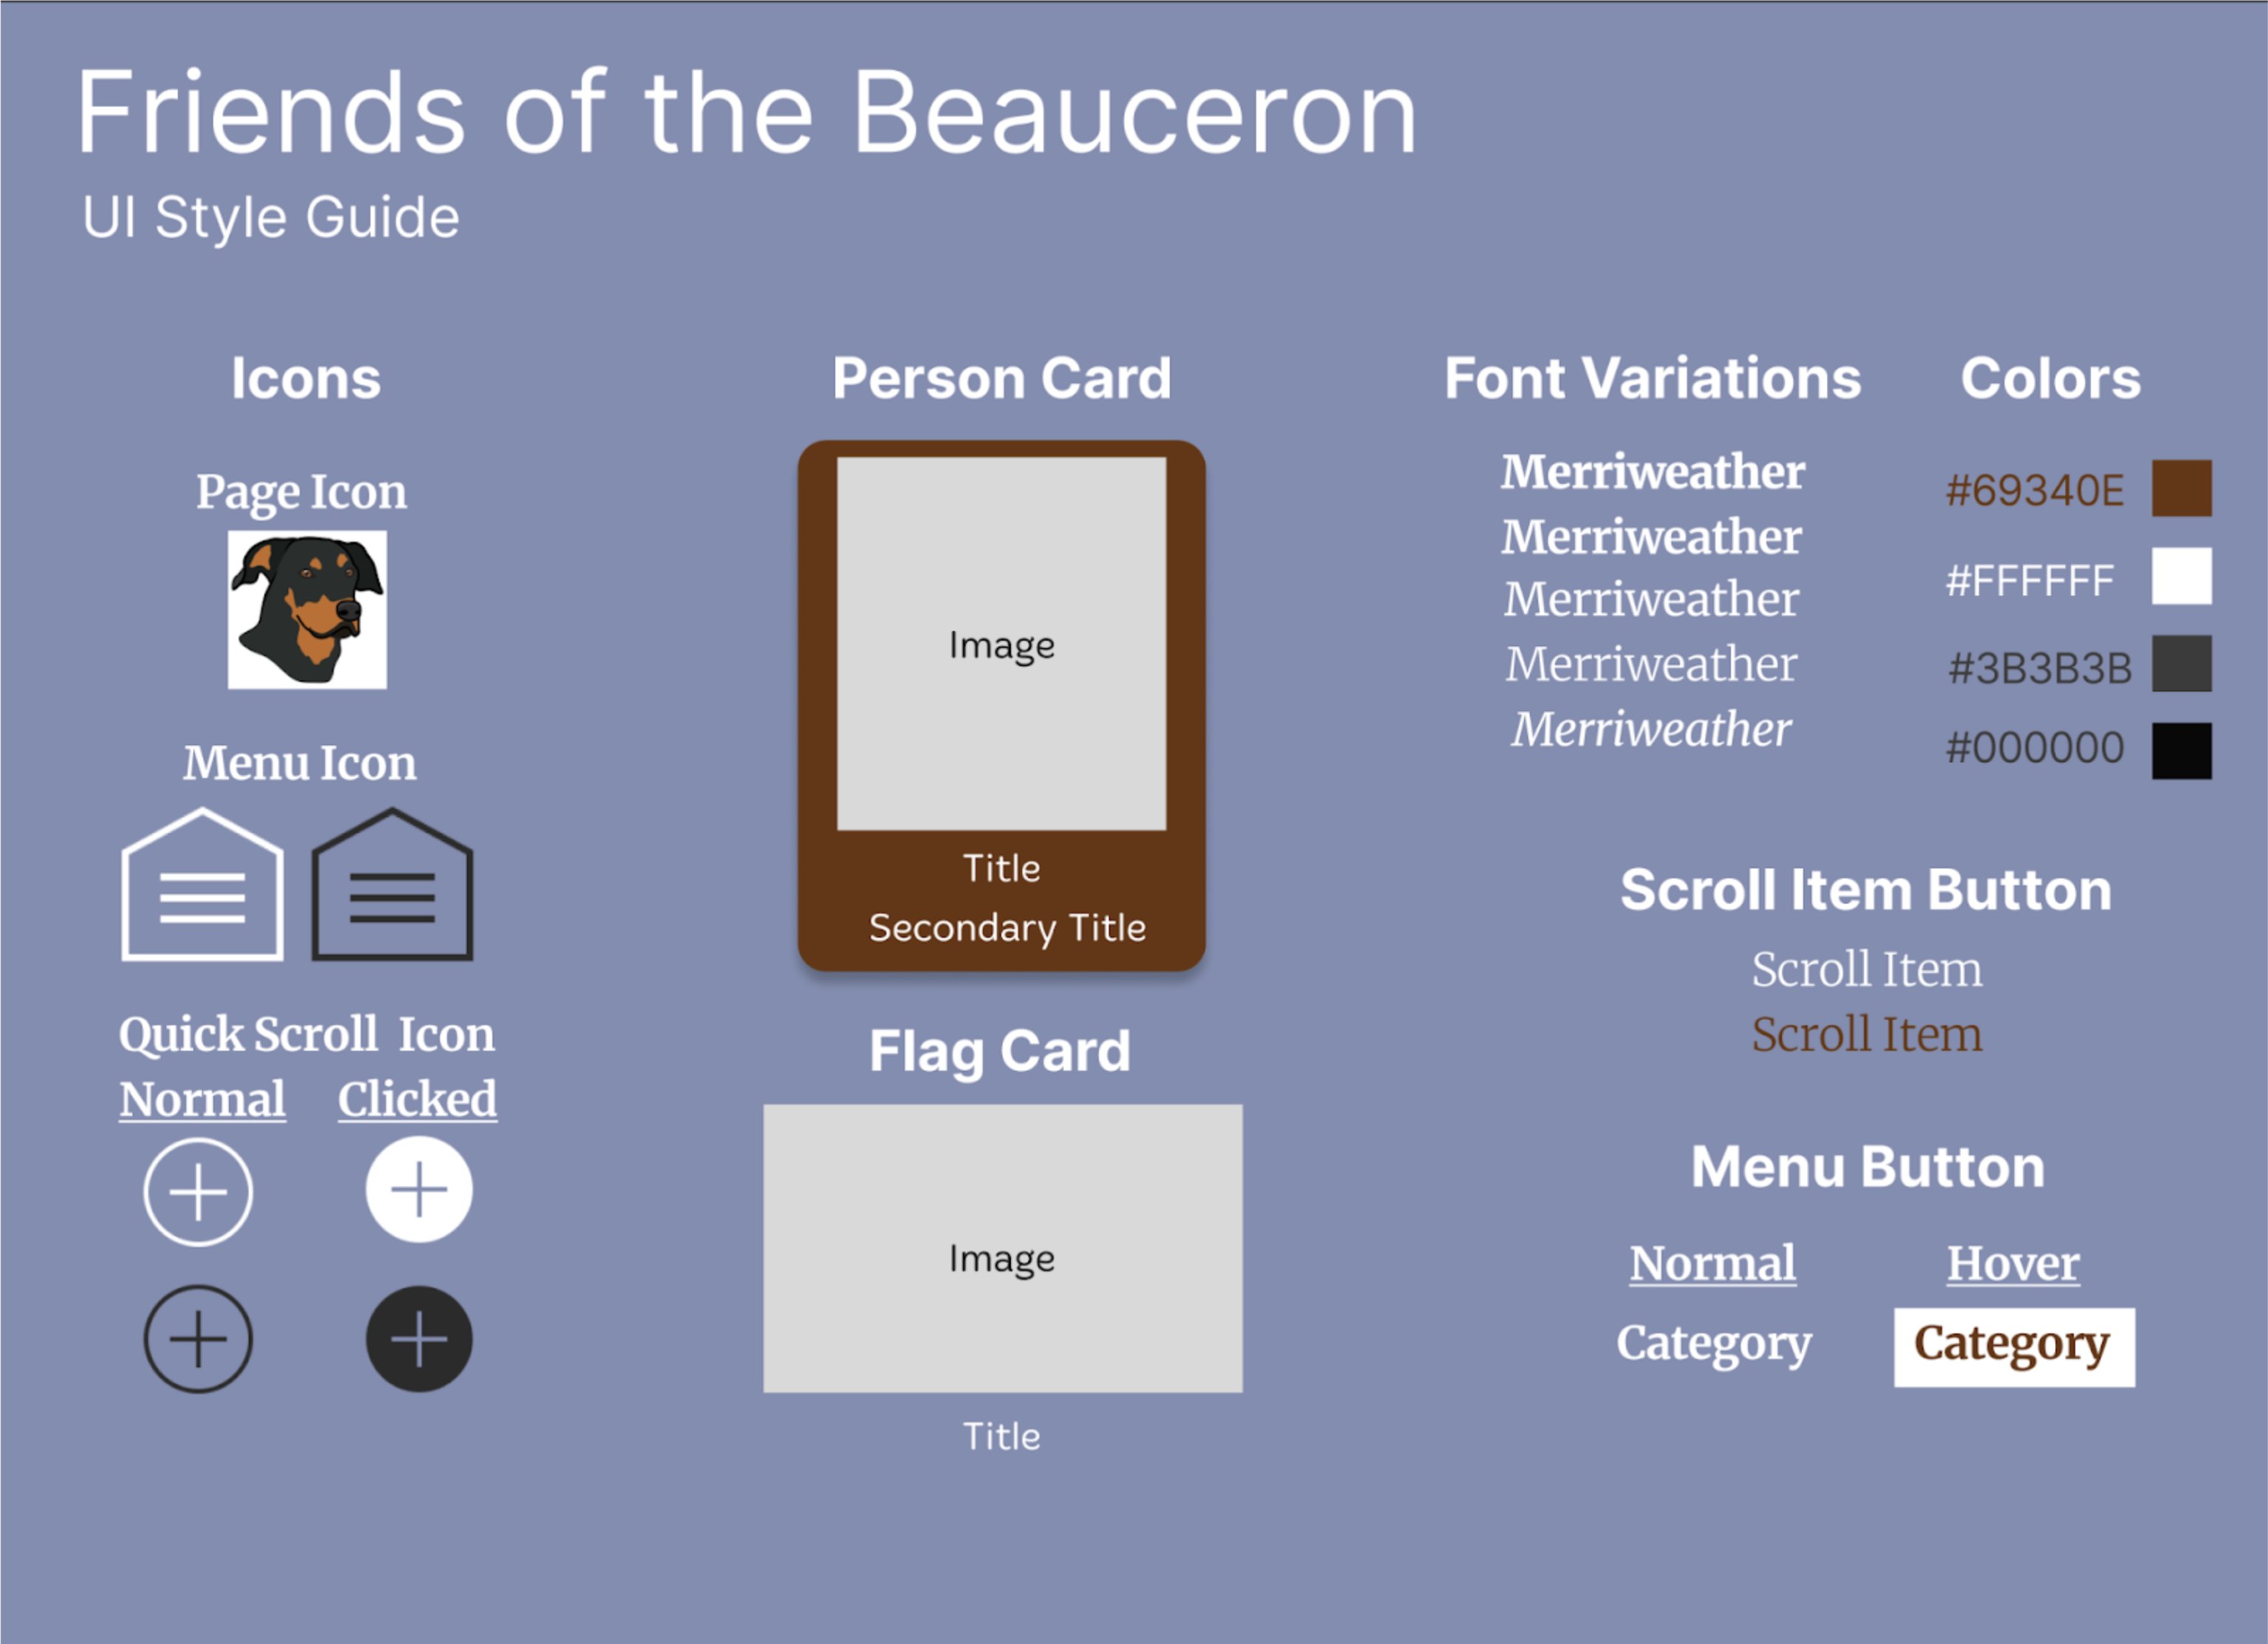 Friends of the Beauceron
UI Style Guide
Icons
Page Icon
Menu Icon
Quick Scroll Icon
Normal Clicked
Person Card
Image
Title
Secondary Title
Flag Card
Image
Title
Font Variations
Merriweather
Merriweather
Merriweather
Merriweather
Merriweather
Colors
#69340E
#FFFFFF
#3B3B3B
#000000
Scroll Item Button
Scroll Item
Scroll Item
Menu Button
Normal Hover
Category Category